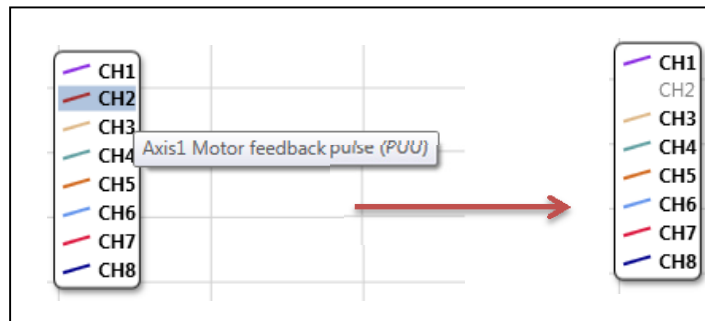 CH1
CH2
CH3
CH4
CH5
CH6
CH7
CH8
Axis1 Motor feedback pulse (PUU)
CH1
CH2
CH3
CH4
CH5
CH6
CH7
CH8